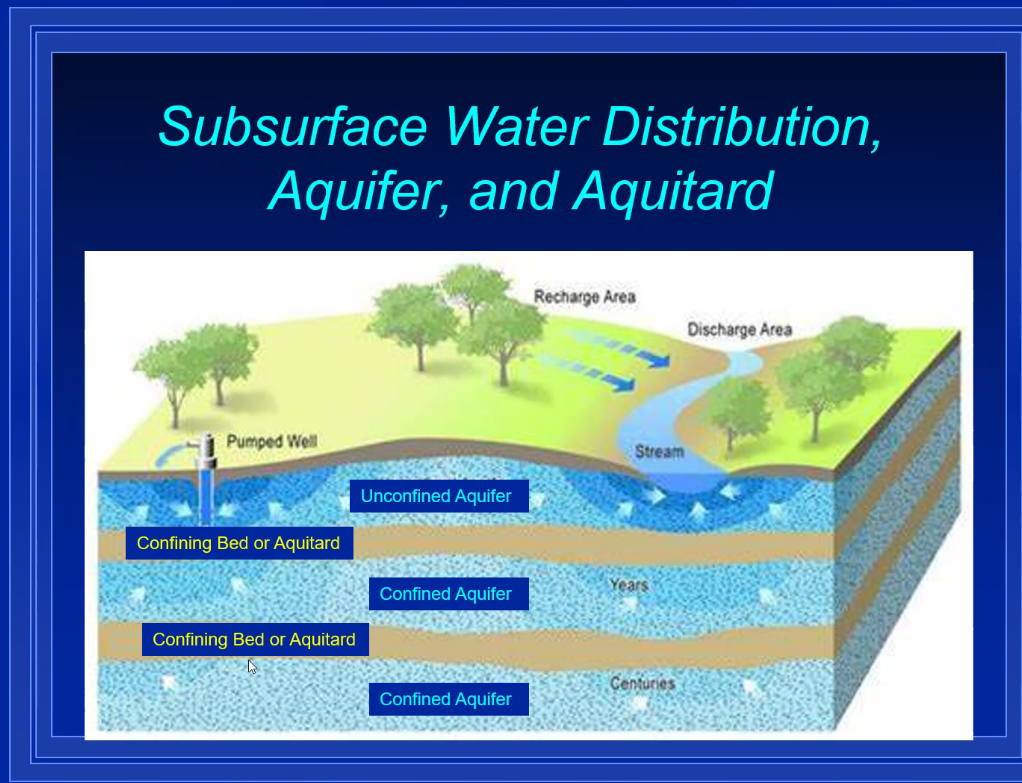 Subsurface Water Distribution,
Aquifer, and Aquitard
Recharge Area
Discharge Area
Pumped Well
Stream
Unconfined Aquifer
Confining Bed or Aquitard
Confined Aquifer
Years
Confining Bed or Aquitard
Confined Aquifer
Centuries